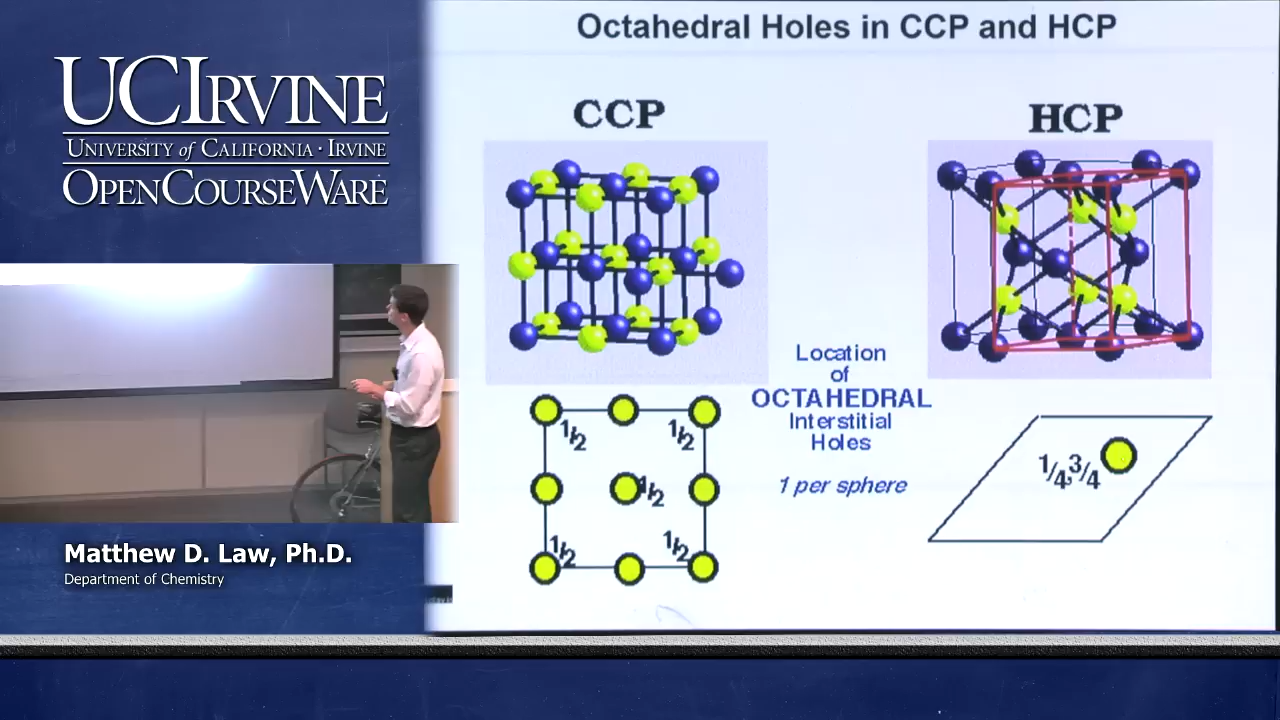 UCIRVINE
UNIVERSITY of CALIFORNIA · IRVINE
OPENCOURSEWARE
Matthew D. Law, Ph.D.
Department of Chemistry
Octahedral Holes in CCP and HCP
CCP
HCP
Location
of
OCTAHEDRAL
Interstitial
Holes
1 per sphere
1/2
1/2
1/2
1/2
1/2
1/4,3/4